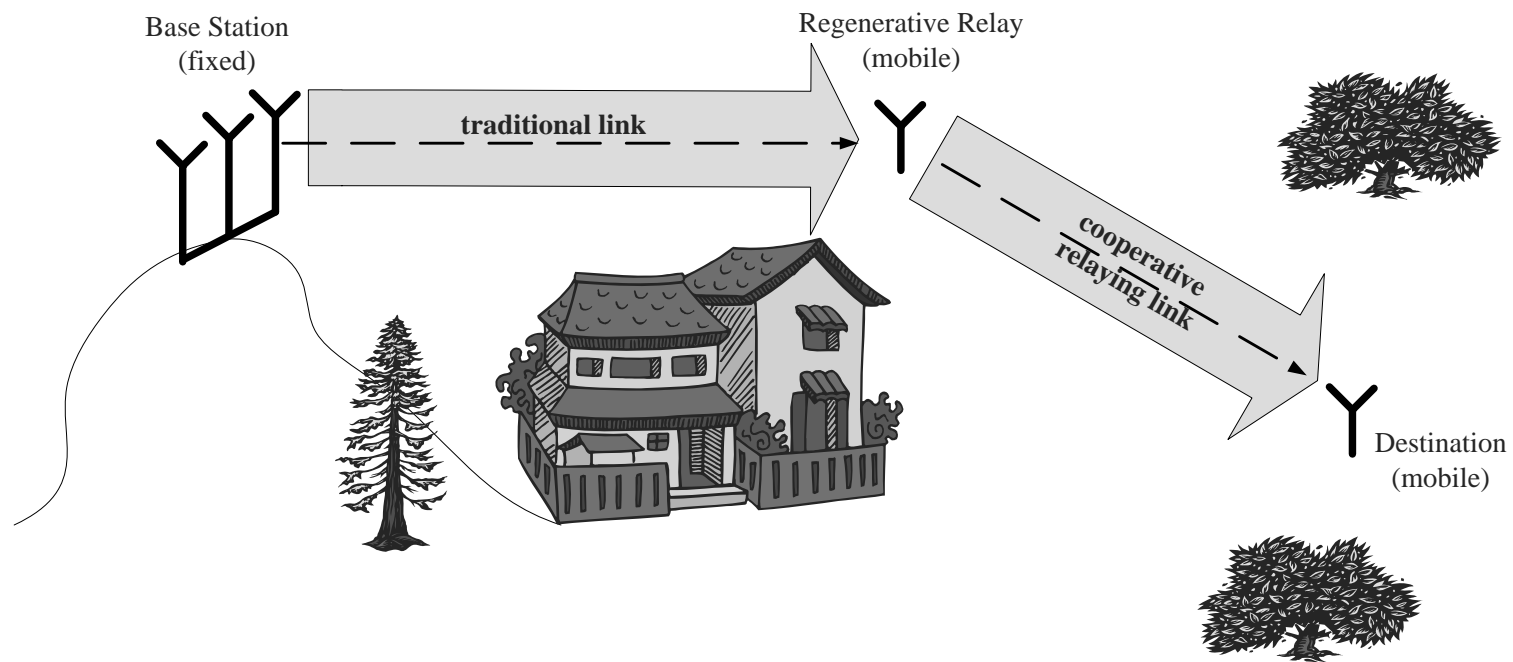 Base Station
(fixed)
Regenerative Relay
(mobile)
traditional link
cooperative
relaying link
Destination
(mobile)